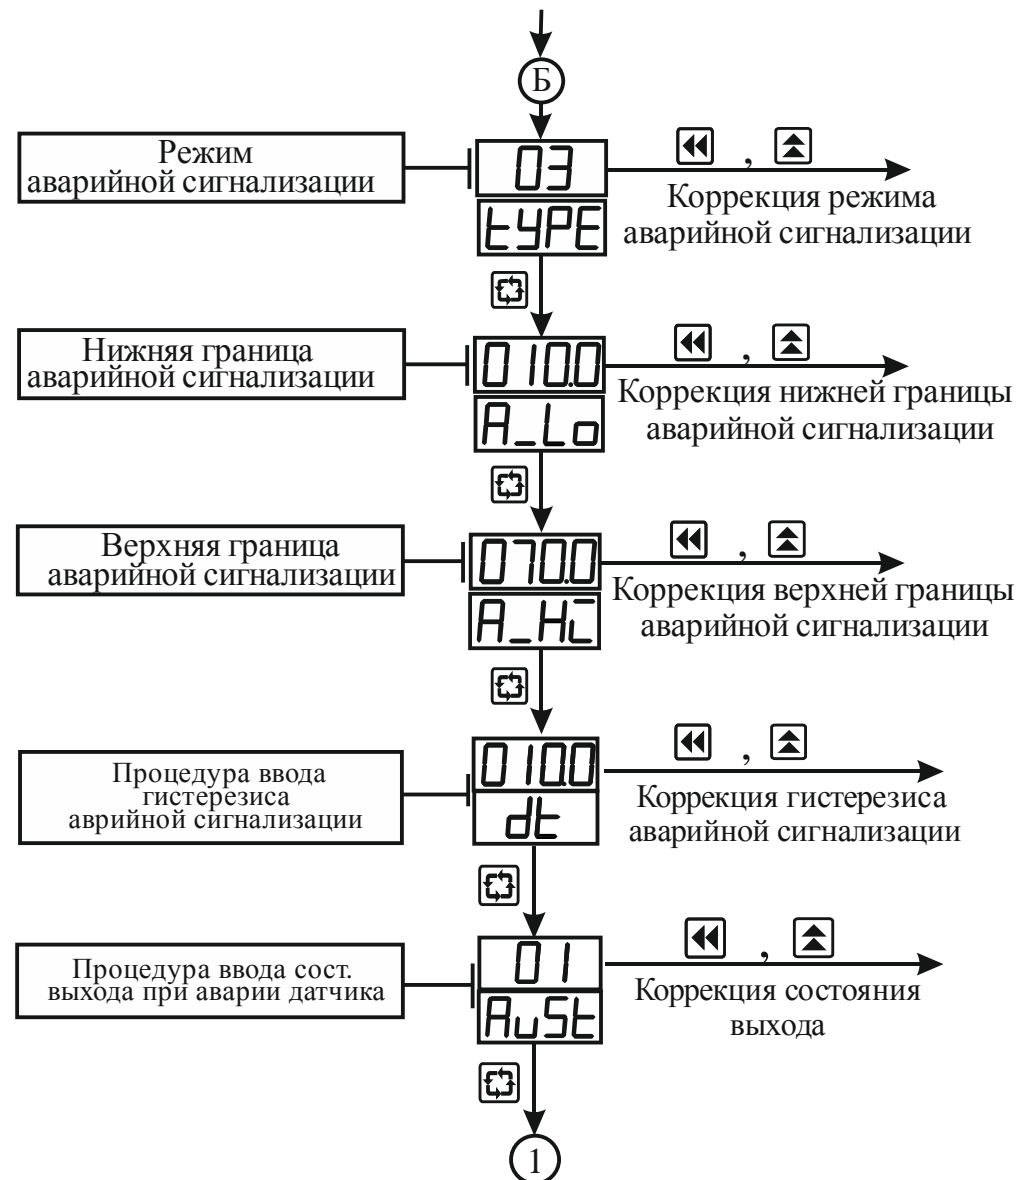 Б
Режим
аварийной сигнализации
03
tYPE
,
Коррекция режима
аварийной сигнализации
Нижняя граница
аварийной сигнализации
010.0
A_Lo
,
Коррекция нижней границы
аварийной сигнализации
Верхняя граница
аварийной сигнализации
070.0
A_Hi
,
Коррекция верхней границы
аварийной сигнализации
Процедура ввода
гистерезиса
аврийной сигнализации
010.0
dt
,
Коррекция гистерезиса
аварийной сигнализации
Процедура ввода сост.
выхода при аварии датчика
01
AuSt
,
Коррекция состояния
выхода
1